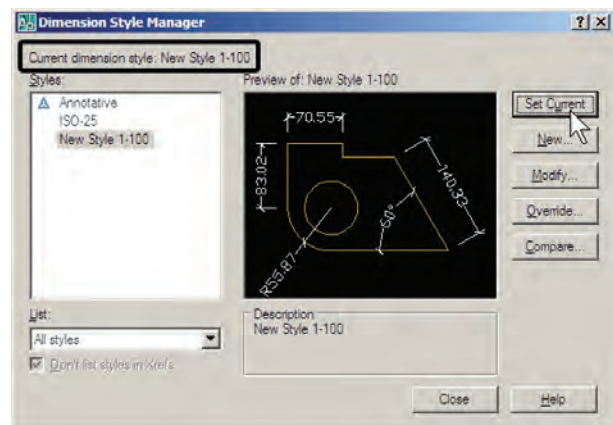 Dimension Style Manager
Current dimension style: New Style 1-100
Styles:
Annotative
ISO-25
New Style 1-100
Preview of: New Style 1-100
70.55
83.02
140.33
60°
R55.87
Set Current
New...
Modify...
Override...
Compare...
List:
All styles
Don't list styles in Xrefs
Description
New Style 1-100
Close
Help